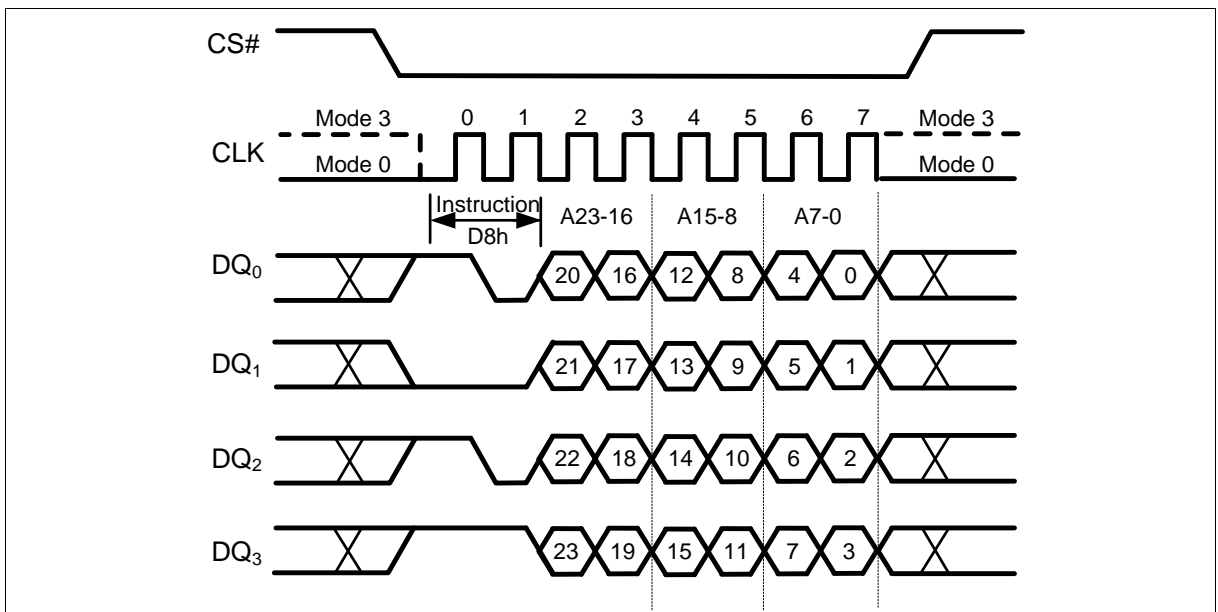 CS#
Mode 3 0 1 2 3 4 5 6 7 Mode 3
CLK
Mode 0 Mode 0
Instruction A23-16 A15-8 A7-0
D8h
DQ0 20 16 12 8 4 0
DQ1 21 17 13 9 5 1
DQ2 22 18 14 10 6 2
DQ3 23 19 15 11 7 3